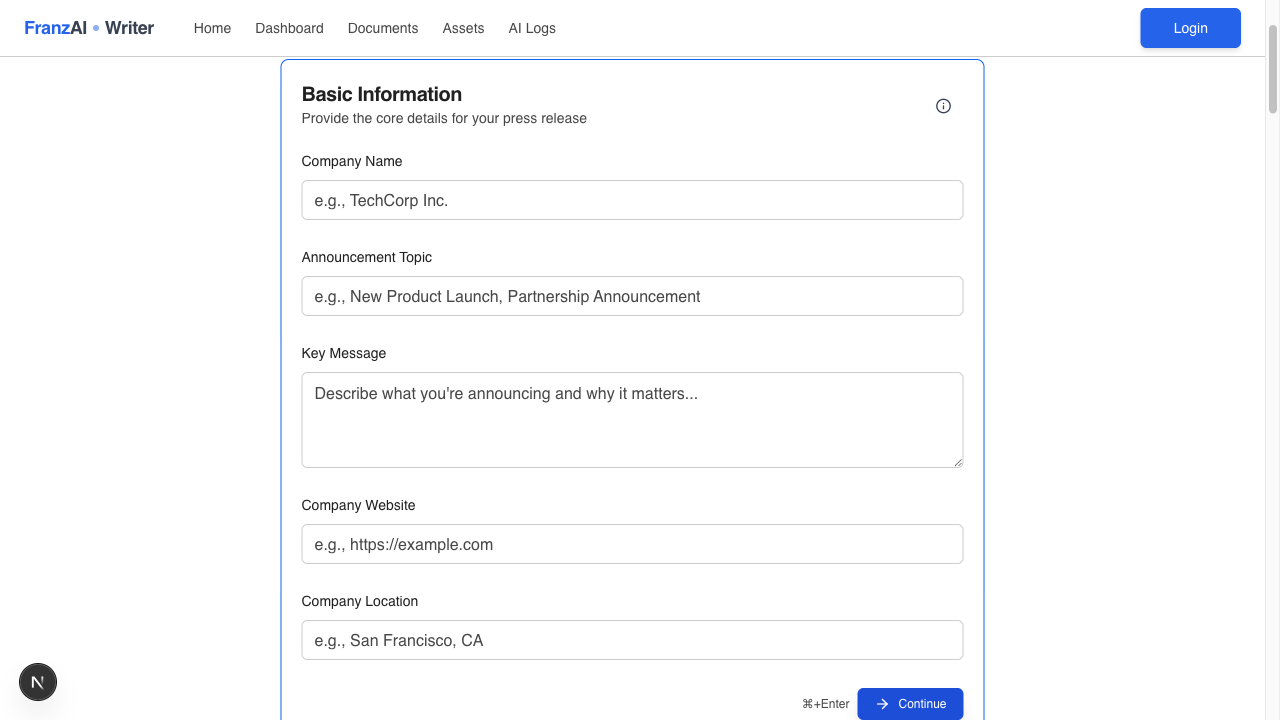 FranzAI • Writer
Home
Dashboard
Documents
Assets
AI Logs
Login
Basic Information
Provide the core details for your press release
Company Name
e.g., TechCorp Inc.
Announcement Topic
e.g., New Product Launch, Partnership Announcement
Key Message
Describe what you're announcing and why it matters...
Company Website
e.g., https://example.com
Company Location
e.g., San Francisco, CA
N
⌘+Enter
Continue